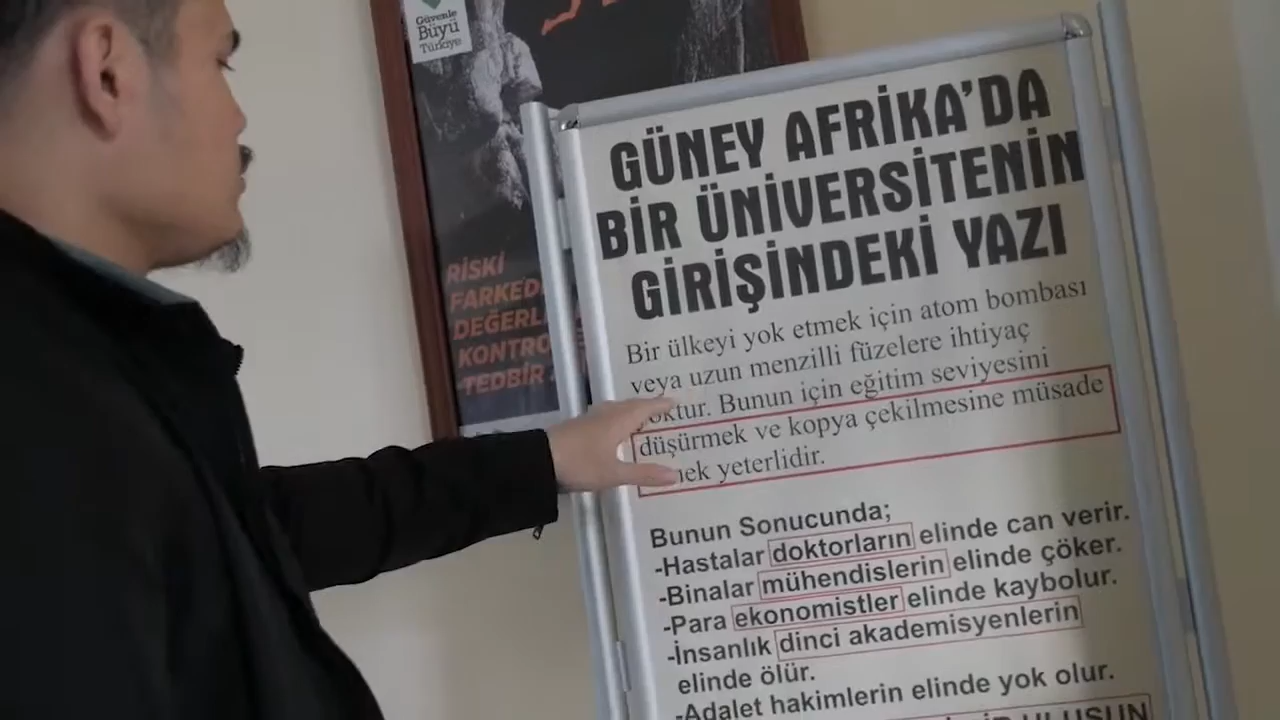 Güvenle
Büyü
Türkiye
RİSKİ
KONTRO
TEDBİR
GÜNEY AFRİKA'DA
BİR ÜNİVERSİTENİN
GİRİŞİNDEKİ YAZI
Bir ülkeyi yok etmek için atom bombası
veya uzun menzilli füzelere ihtiyaç
yoktur. Bunun için eğitim seviyesini
düşürmek ve kopya çekilmesine müsade
yeterlidir.
Bunun Sonucunda;
-Hastalar doktorların elinde can verir.
-Binalar mühendislerin elinde çöker.
-Para ekonomistler elinde kaybolur.
-İnsanlık dinci akademisyenlerin
elinde ölür.
-Adalet hakimlerin elinde yok olur.
ULUSUN